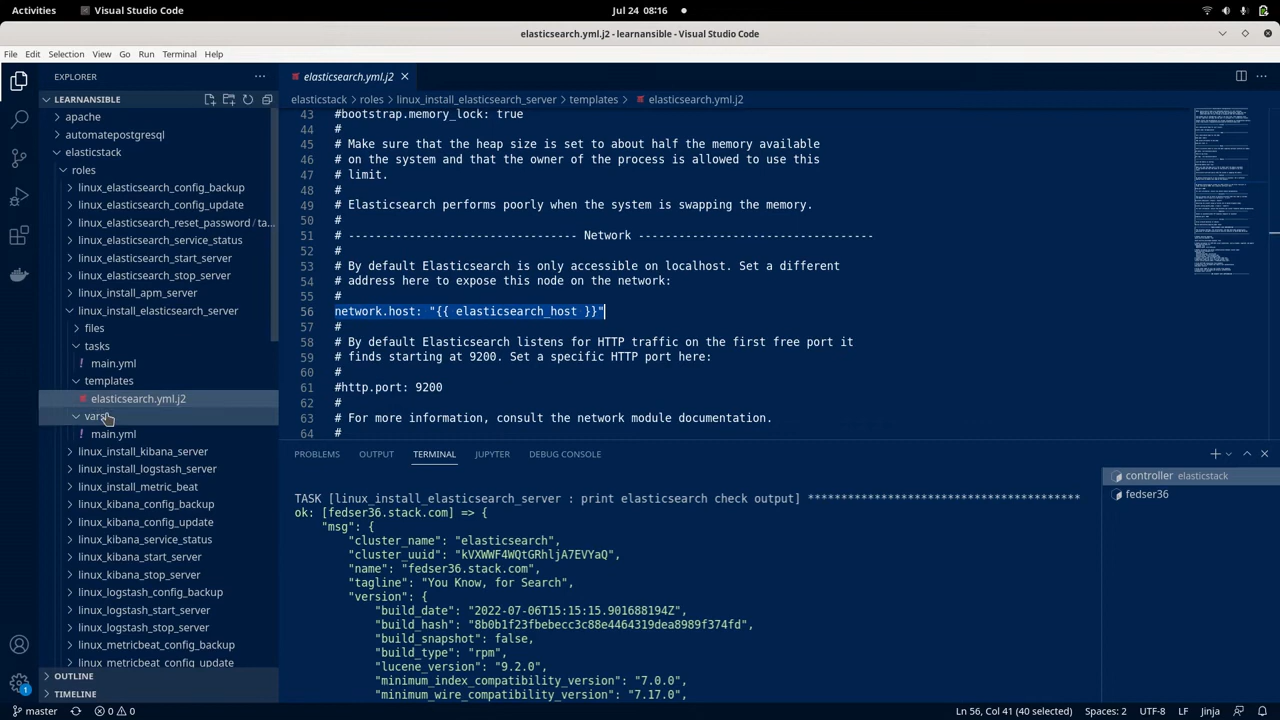 Activities
Visual Studio Code
Jul 24 08:16
elasticsearch.yml.j2 - learnansible - Visual Studio Code
File Edit Selection View Go Run Terminal Help
EXPLORER
LEARNANSIBLE
apache
automatepostgresql
elasticstack
roles
linux_elasticsearch_config_backup
linux_elasticsearch_config_update
linux_elasticsearch_reset_password / ta...
linux_elasticsearch_service_status
linux_elasticsearch_start_server
linux_elasticsearch_stop_server
linux_install_apm_server
linux_install_elasticsearch_server
files
tasks
main.yml
templates
elasticsearch.yml.j2
vars
main.yml
linux_install_kibana_server
linux_install_logstash_server
linux_install_metric_beat
linux_kibana_config_backup
linux_kibana_config_update
linux_kibana_service_status
linux_kibana_start_server
linux_kibana_stop_server
linux_logstash_config_backup
linux_logstash_start_server
linux_logstash_stop_server
linux_metricbeat_config_backup
linux_metricbeat_config_update
OUTLINE
TIMELINE
elasticsearch.yml.j2
elasticstack > roles > linux_install_elasticsearch_server > templates > elasticsearch.yml.j2
43 #bootstrap.memory_lock: true
44 #
45 # Make sure that the heap size is set to about half the memory available
46 # on the system and that the owner of the process is allowed to use this
47 # limit.
48 #
49 # Elasticsearch performs poorly when the system is swapping the memory.
50 #
51 # ---------------------------------- Network -----------------------------------
52 #
53 # By default Elasticsearch is only accessible on localhost. Set a different
54 # address here to expose this node on the network:
55 #
56 network.host: "{{ elasticsearch_host }}"
57 #
58 # By default Elasticsearch listens for HTTP traffic on the first free port it
59 # finds starting at 9200. Set a specific HTTP port here:
60 #
61 #http.port: 9200
62 #
63 # For more information, consult the network module documentation.
64 #
PROBLEMS OUTPUT TERMINAL JUPYTER DEBUG CONSOLE
TASK [linux_install_elasticsearch_server : print elasticsearch check output] ****************************************
ok: [fedser36.stack.com] => {
"msg": {
"cluster_name": "elasticsearch",
"cluster_uuid": "kVXWWF4WQtGRhljA7EVYaQ",
"name": "fedser36.stack.com",
"tagline": "You Know, for Search",
"version": {
"build_date": "2022-07-06T15:15:15.901688194Z",
"build_hash": "8b0b1f23fbebecc3c88e4464319dea8989f374fd",
"build_snapshot": false,
"build_type": "rpm",
"lucene_version": "9.2.0",
"minimum_index_compatibility_version": "7.0.0",
"minimum_wire_compatibility_version": "7.17.0",
controller elasticstack
fedser36
1
master
0 0
Ln 56, Col 41 (40 selected)
Spaces: 2
UTF-8
LF
Jinja